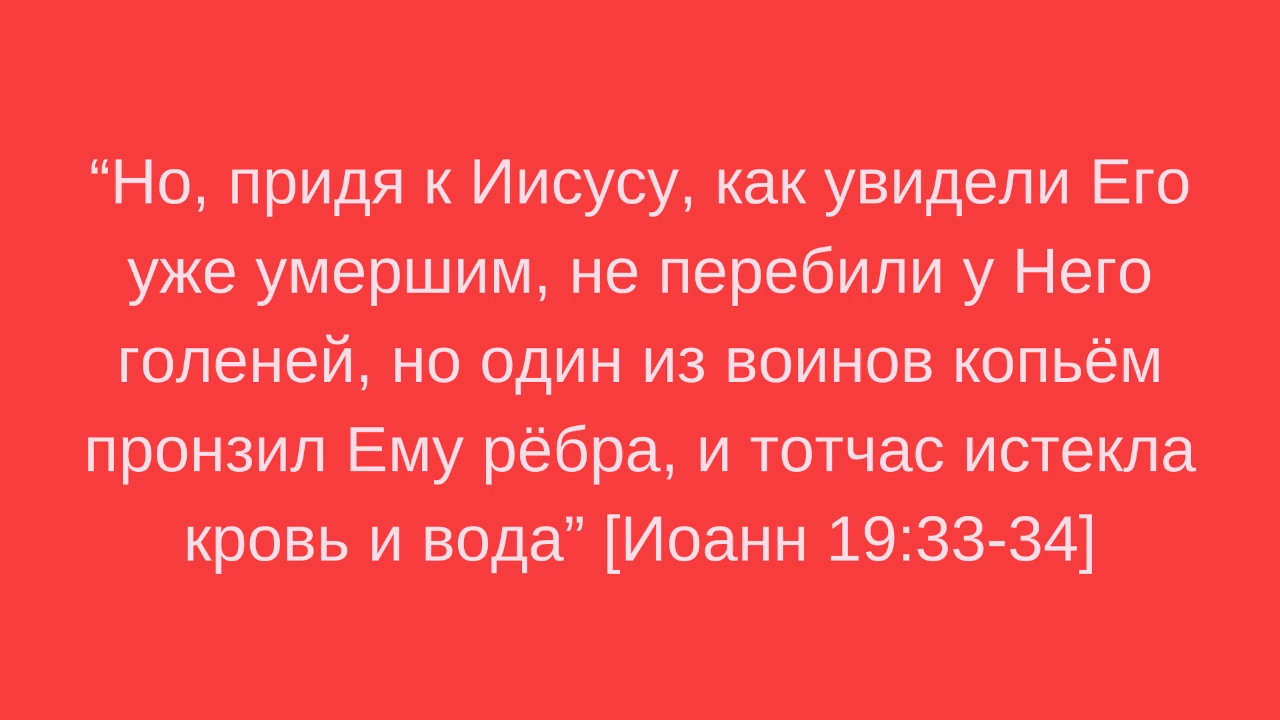 “Но, придя к Иисусу, как увидели Его
уже умершим, не перебили у Него
голеней, но один из воинов копьём
пронзил Ему рёбра, и тотчас истекла
кровь и вода” [Иоанн 19:33-34]